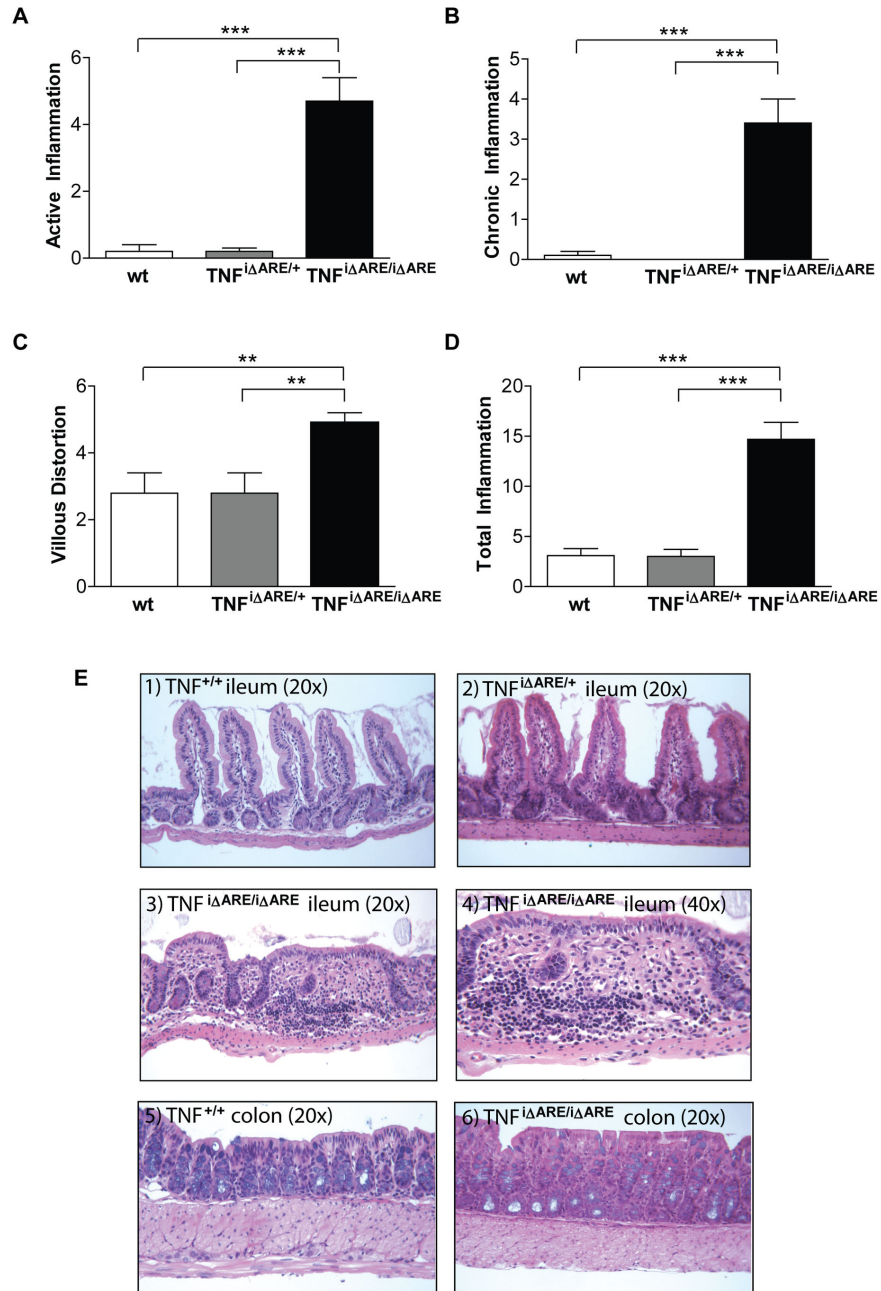 A
***
***
6
4
2
0
Active Inflammation
wt
TNF^iΔARE/+
TNF^iΔARE/iΔARE
B
***
***
5
4
3
2
1
0
Chronic Inflammation
wt
TNF^iΔARE/+
TNF^iΔARE/iΔARE
C
**
**
6
4
2
0
Villous Distortion
wt
TNF^iΔARE/+
TNF^iΔARE/iΔARE
D
***
***
20
15
10
5
0
Total Inflammation
wt
TNF^iΔARE/+
TNF^iΔARE/iΔARE
E
1) TNF^+/+ ileum (20x)
2) TNF^iΔARE/+ ileum (20x)
3) TNF^iΔARE/iΔARE ileum (20x)
4) TNF^iΔARE/iΔARE ileum (40x)
5) TNF^+/+ colon (20x)
6) TNF^iΔARE/iΔARE colon (20x)